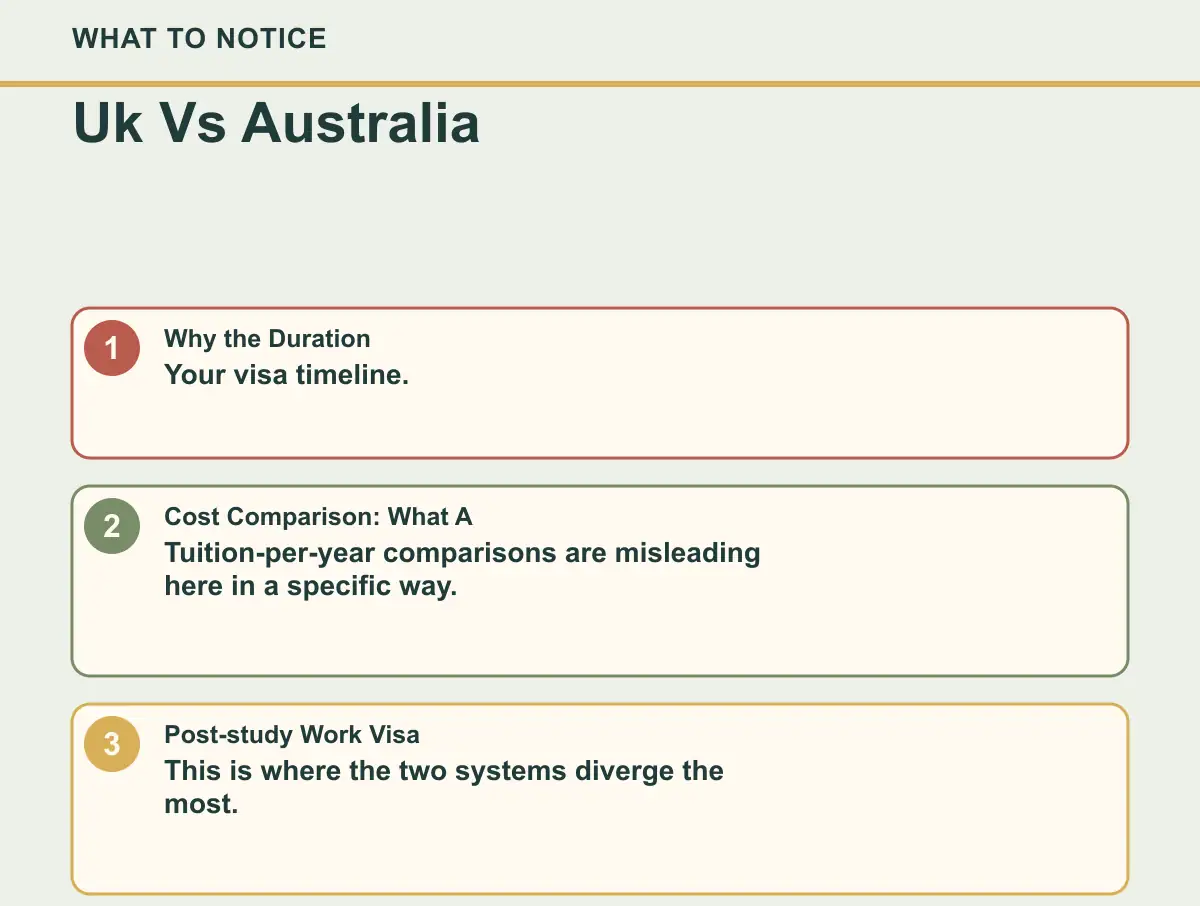 WHAT TO NOTICE
Uk Vs Australia
1
Why the Duration
Your visa timeline.
2
Cost Comparison: What A
Tuition-per-year comparisons are misleading
here in a specific way.
3
Post-study Work Visa
This is where the two systems diverge the
most.